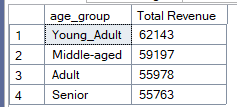 age_group Total Revenue
1 Young_Adult 62143
2 Middle-aged 59197
3 Adult 55978
4 Senior 55763